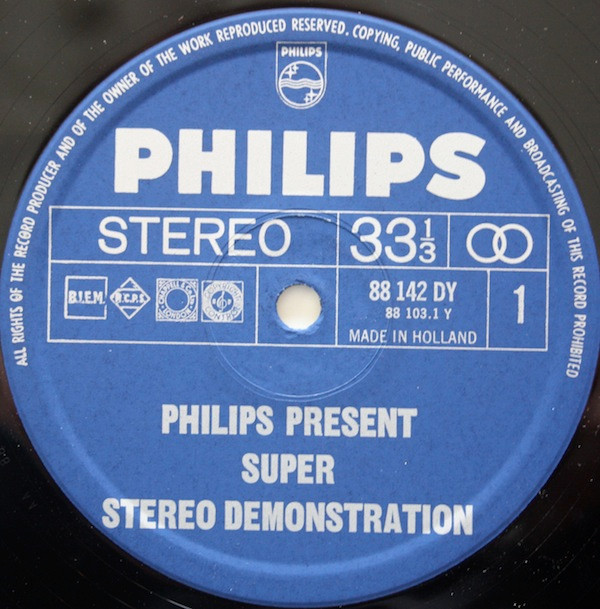 ALL RIGHTS OF THE RECORD PRODUCER AND OF THE OWNER OF THE WORK REPRODUCED RESERVED. COPYING, PUBLIC PERFORMANCE AND BROADCASTING OF THIS RECORD PROHIBITED
PHILIPS
PHILIPS
STEREO 33⅓
B.I.E.M. B.C.P.S. 88 142 DY 1
88 103.1 Y
MADE IN HOLLAND
PHILIPS PRESENT
SUPER
STEREO DEMONSTRATION